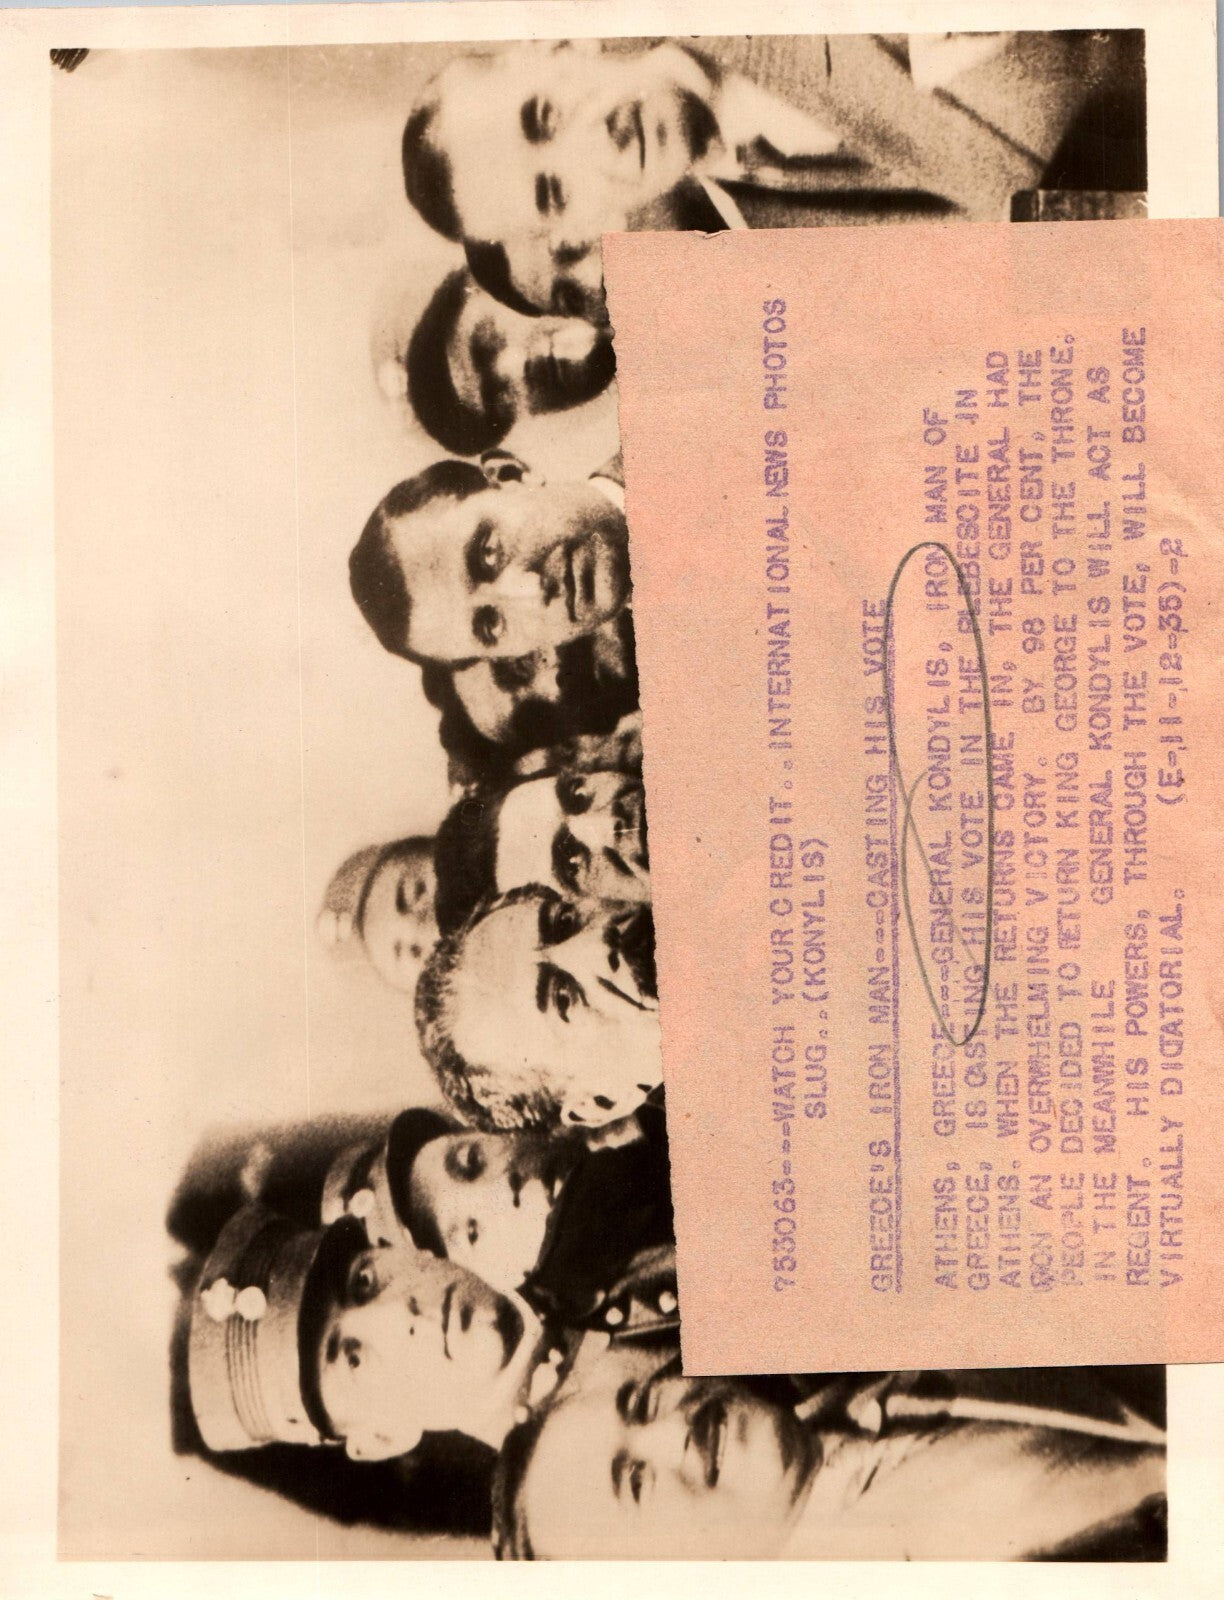 753063---WATCH YOUR CREDIT..INTERNATIONAL NEWS PHOTOS
SLUG..(KONYLIS)
GREECE'S IRON MAN---CASTING HIS VOTE
ATHENS, GREECE---GENERAL KONDYLIS, IRON MAN OF
GREECE, IS CASTING HIS VOTE IN THE PLEBESCITE IN
ATHENS. WHEN THE RETURNS CAME IN, THE GENERAL HAD
WON AN OVERWHELMING VICTORY. BY 98 PER CENT, THE
PEOPLE DECIDED TO RETURN KING GEORGE TO THE THRONE.
IN THE MEANWHILE GENERAL KONDYLIS WILL ACT AS
REGENT. HIS POWERS, THROUGH THE VOTE, WILL BECOME
VIRTUALLY DICTATORIAL. (E-11-12-35)-2